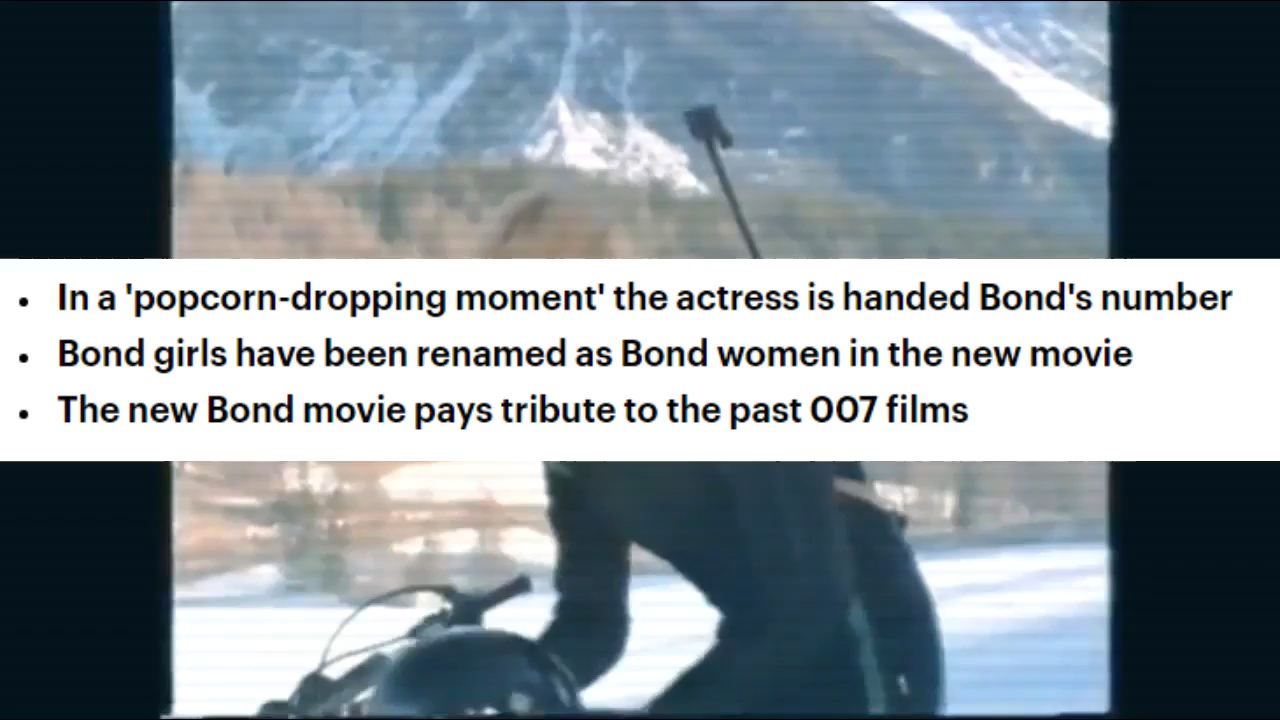 • In a 'popcorn-dropping moment' the actress is handed Bond's number
• Bond girls have been renamed as Bond women in the new movie
• The new Bond movie pays tribute to the past 007 films